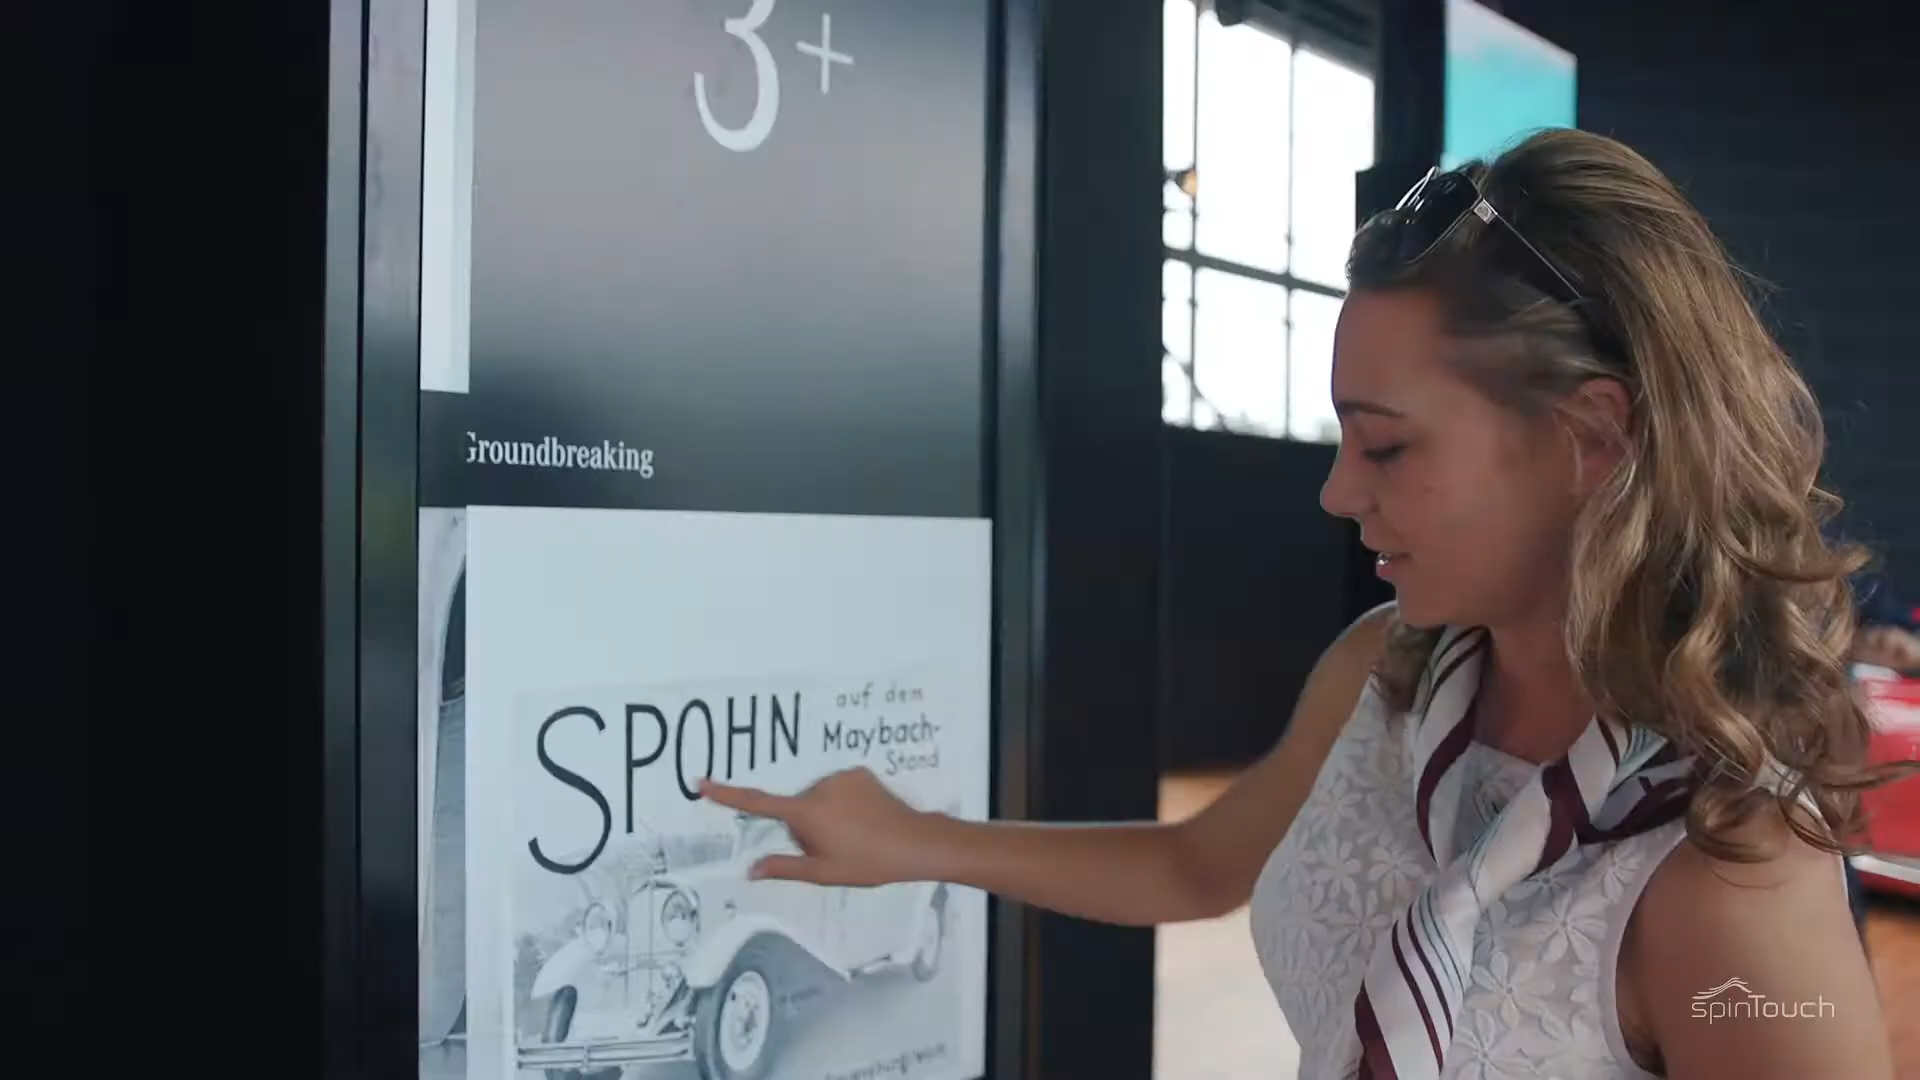 3+
Groundbreaking
SPOHN
auf dem
Maybach-
Stand
spinTouch